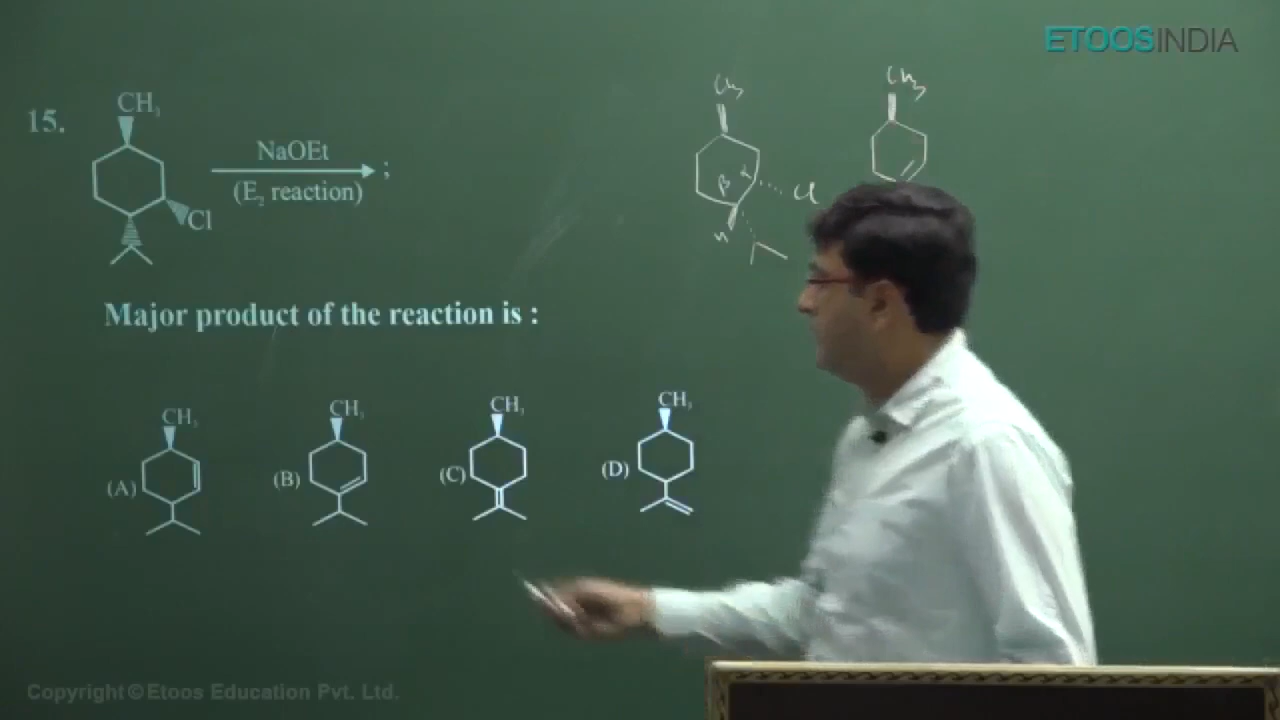 ETOOSINDIA
15.
CH₃
Cl
NaOEt
(E₂ reaction)
;
CH₃
β
α
Cl
H
CH₃
Major product of the reaction is :
(A)
CH₃
(B)
CH₃
(C)
CH₃
(D)
CH₃
Copyright © Etoos Education Pvt. Ltd.